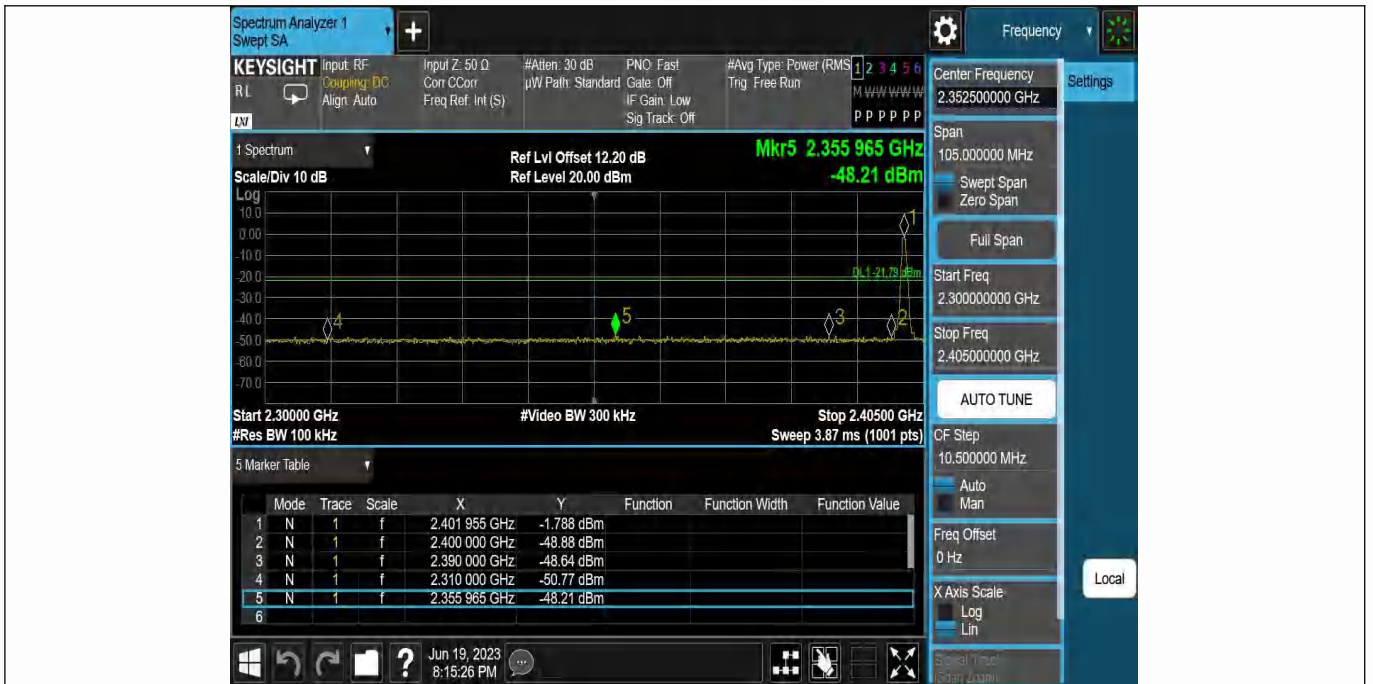 Spectrum Analyzer 1
Swept SA
+
Frequency
KEYSIGHT
RL
LXI
Input: RF
Coupling: DC
Align: Auto
Input Z: 50 Ω
Corr CCorr
Freq Ref: Int (S)
#Atten: 30 dB
µW Path: Standard
PNO: Fast
Gate: Off
IF Gain: Low
Sig Track: Off
#Avg Type: Power (RMS
Trig: Free Run
1 2 3 4 5 6
M W W W W W
P P P P P P
Settings
1 Spectrum
Scale/Div 10 dB
Ref Lvl Offset 12.20 dB
Ref Level 20.00 dBm
Mkr5 2.355 965 GHz
-48.21 dBm
Log
10.0
0.00
-10.0
-20.0
-30.0
-40.0
-50.0
-60.0
-70.0
1
DL1 -21.79 dBm
4
5
3
2
Start 2.30000 GHz
#Res BW 100 kHz
#Video BW 300 kHz
Stop 2.40500 GHz
Sweep 3.87 ms (1001 pts)
5 Marker Table
Mode Trace Scale X Y Function Function Width Function Value
1 N 1 f 2.401 955 GHz -1.788 dBm
2 N 1 f 2.400 000 GHz -48.88 dBm
3 N 1 f 2.390 000 GHz -48.64 dBm
4 N 1 f 2.310 000 GHz -50.77 dBm
5 N 1 f 2.355 965 GHz -48.21 dBm
6
Center Frequency
2.352500000 GHz
Span
105.000000 MHz
Swept Span
Zero Span
Full Span
Start Freq
2.300000000 GHz
Stop Freq
2.405000000 GHz
AUTO TUNE
CF Step
10.500000 MHz
Auto
Man
Freq Offset
0 Hz
X Axis Scale
Log
Lin
Local
?
Jun 19, 2023
8:15:26 PM